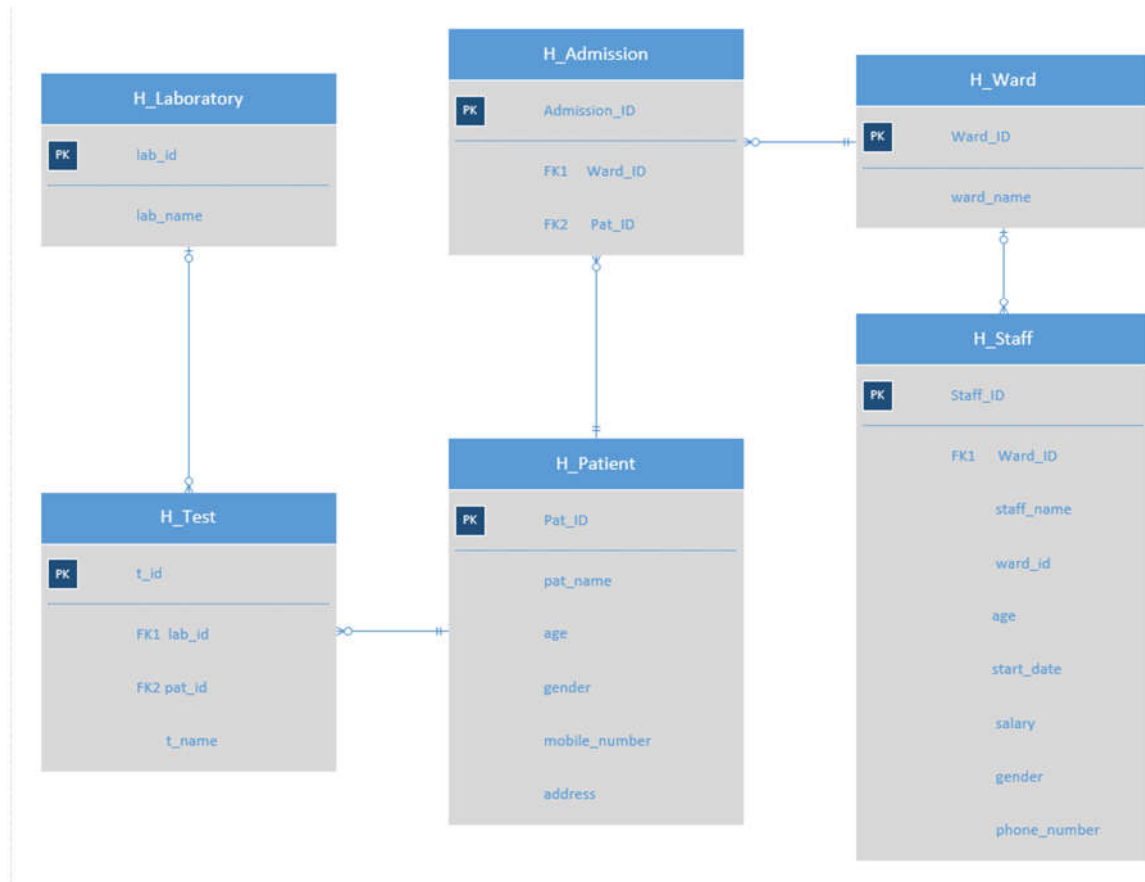 H_Laboratory
PK lab_id
lab_name
H_Admission
PK Admission_ID
FK1 Ward_ID
FK2 Pat_ID
H_Ward
PK Ward_ID
ward_name
H_Test
PK t_id
FK1 lab_id
FK2 pat_id
t_name
H_Patient
PK Pat_ID
pat_name
age
gender
mobile_number
address
H_Staff
PK Staff_ID
FK1 Ward_ID
staff_name
ward_id
age
start_date
salary
gender
phone_number